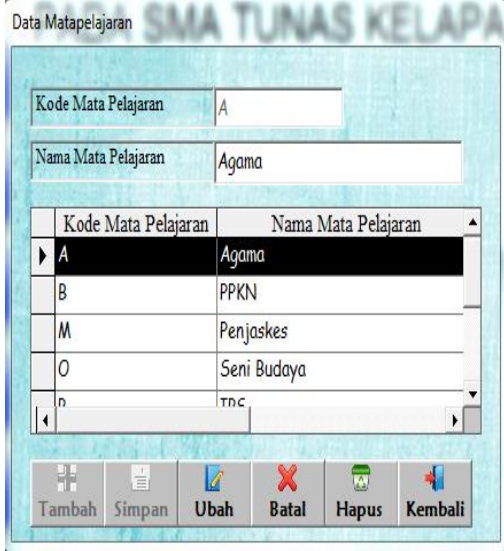 SMA TUNAS KELAPA
Data Matapelajaran
Kode Mata Pelajaran A
Nama Mata Pelajaran Agama
Kode Mata Pelajaran Nama Mata Pelajaran
A Agama
B PPKN
M Penjaskes
O Seni Budaya
Tambah Simpan Ubah Batal Hapus Kembali